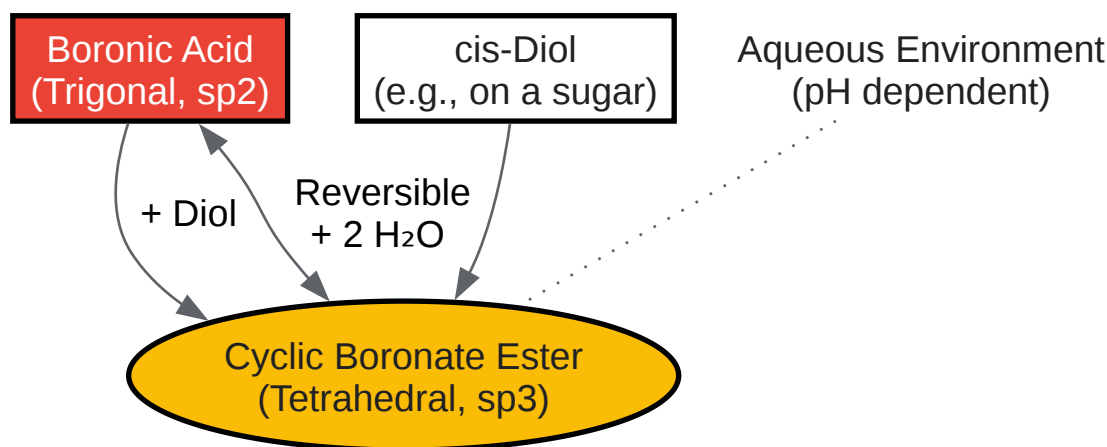 Boronic Acid
(Trigonal, sp2)
cis-Diol
(e.g., on a sugar)
Aqueous Environment
(pH dependent)
+ Diol
Reversible
+ 2 H₂O
Cyclic Boronate Ester
(Tetrahedral, sp3)